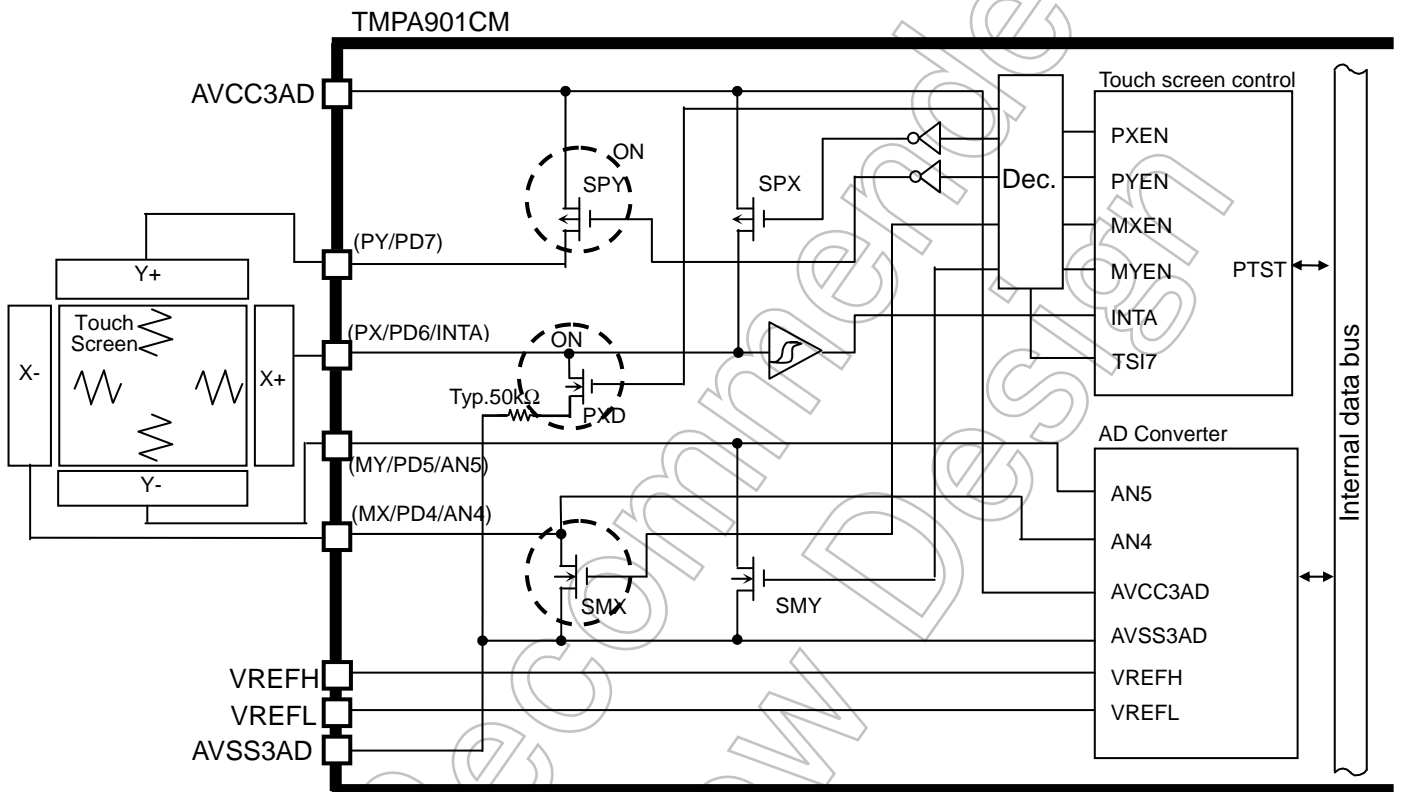 TMPA901CM
AVCC3AD
Touch screen control
ON
SPY
SPX
Dec.
PXEN
PYEN
MXEN
MYEN
PTST
INTA
TSI7
(PY/PD7)
Y+
Touch
Screen
X-
X+
Y-
(PX/PD6/INTA)
ON
Typ.50kΩ
PXD
(MY/PD5/AN5)
(MX/PD4/AN4)
SMX
SMY
AD Converter
AN5
AN4
AVCC3AD
AVSS3AD
VREFH
VREFL
Internal data bus
VREFH
VREFL
AVSS3AD